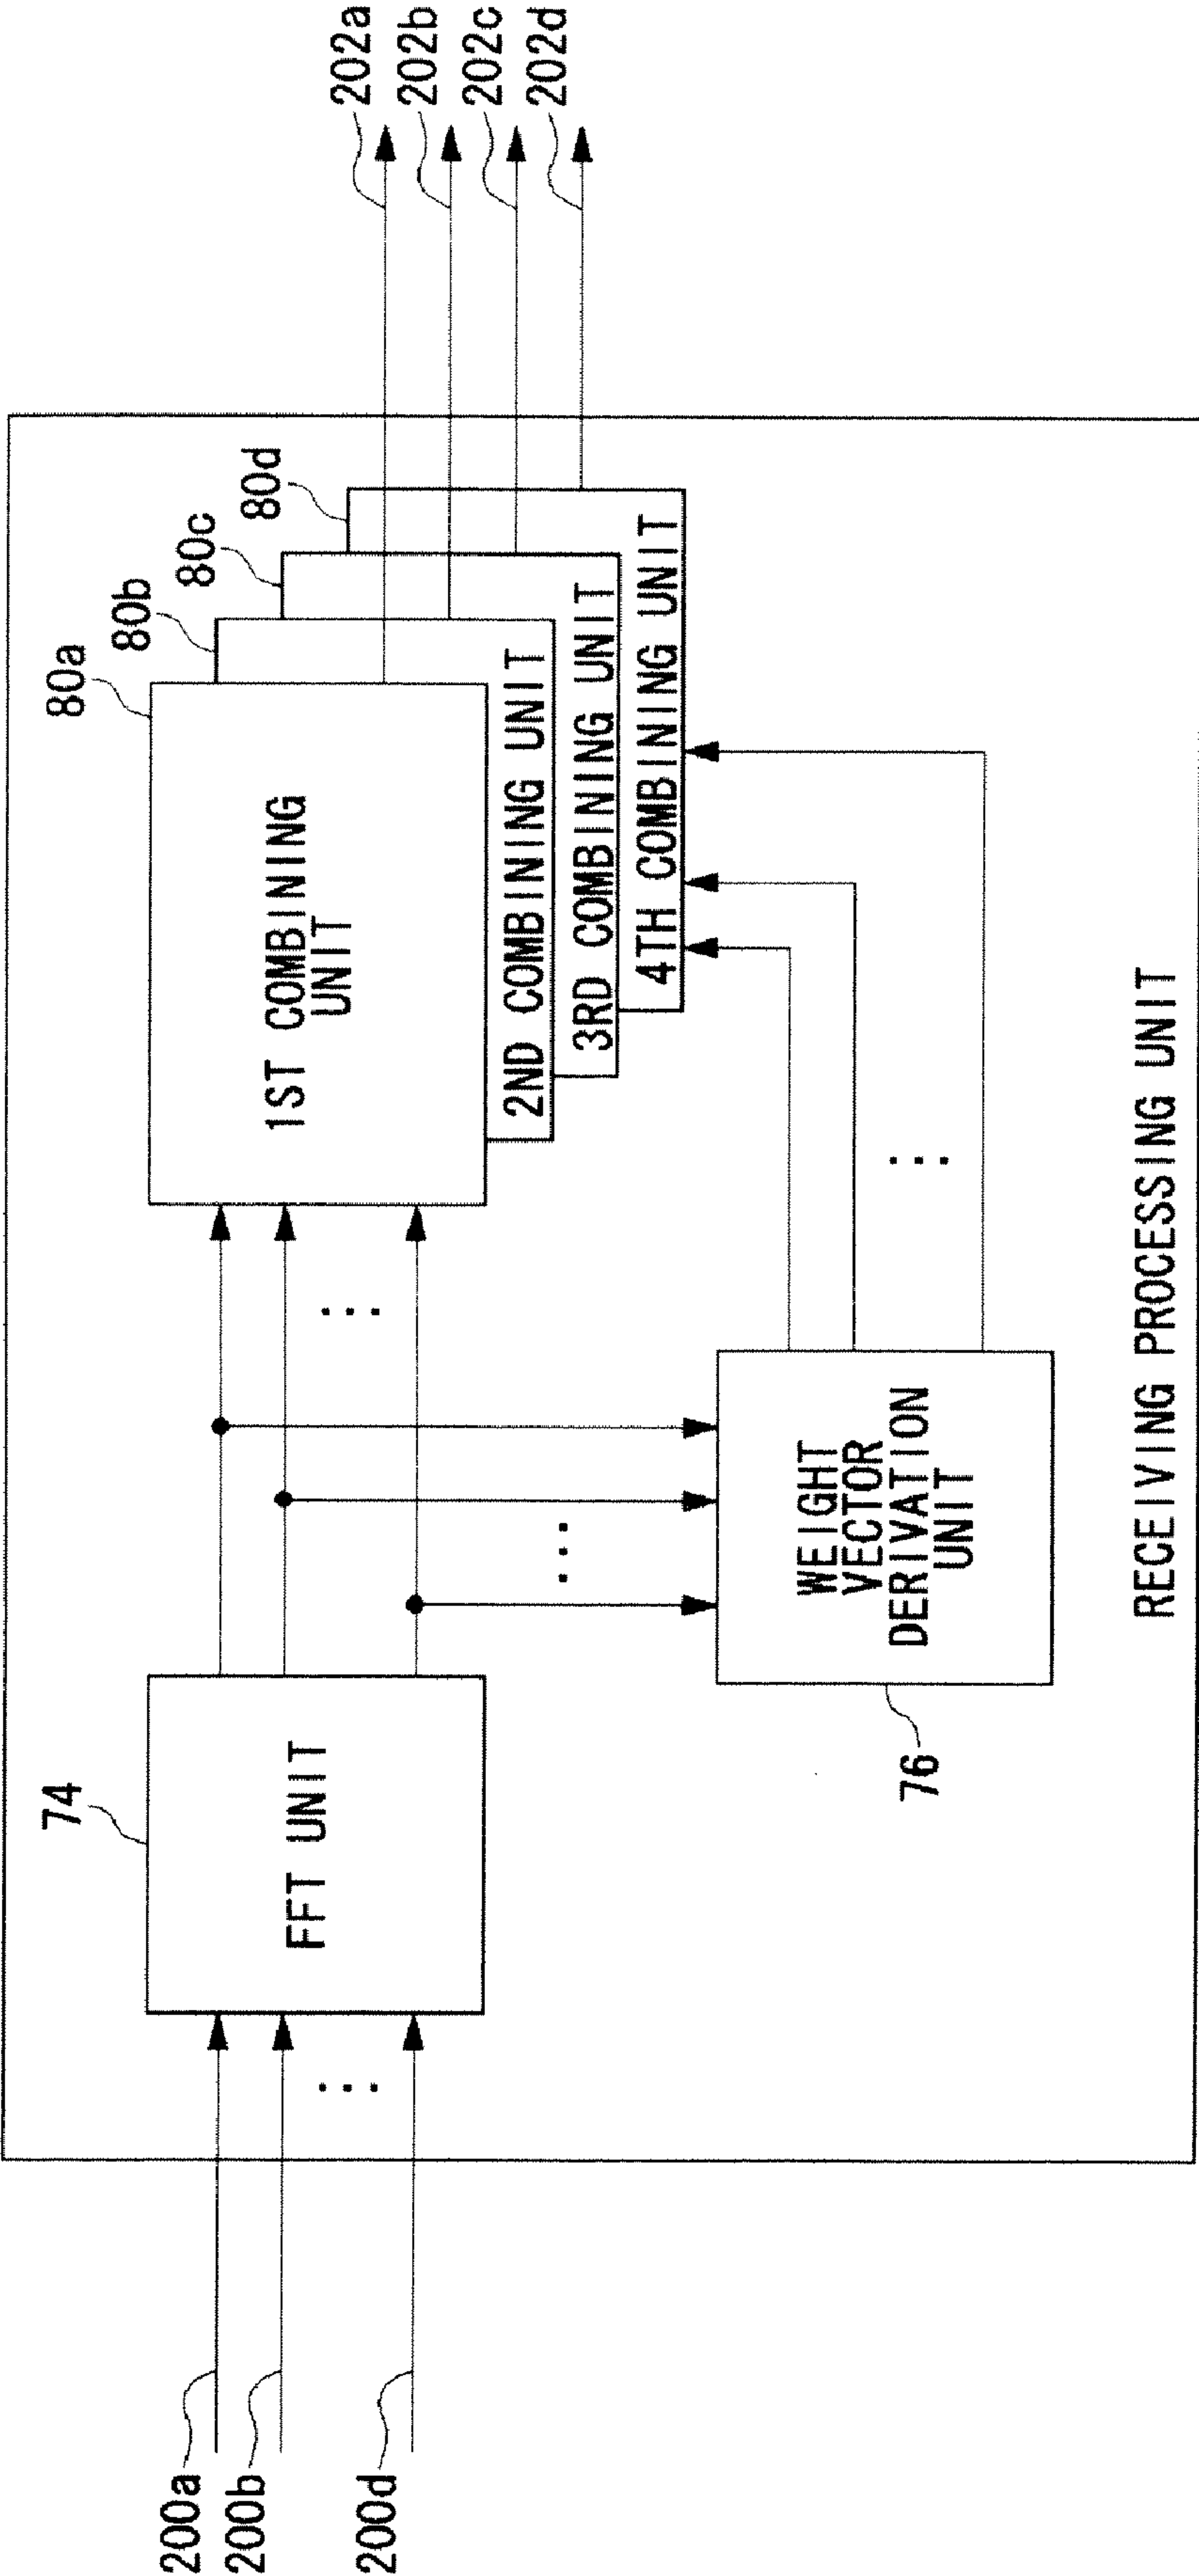 200a
200b
200d
74
FFT UNIT
80a
80b
80c
80d
1ST COMBINING
UNIT
2ND COMBINING UNIT
3RD COMBINING UNIT
4TH COMBINING UNIT
202a
202b
202c
202d
76
WEIGHT
VECTOR
DERIVATION
UNIT
RECEIVING PROCESSING UNIT